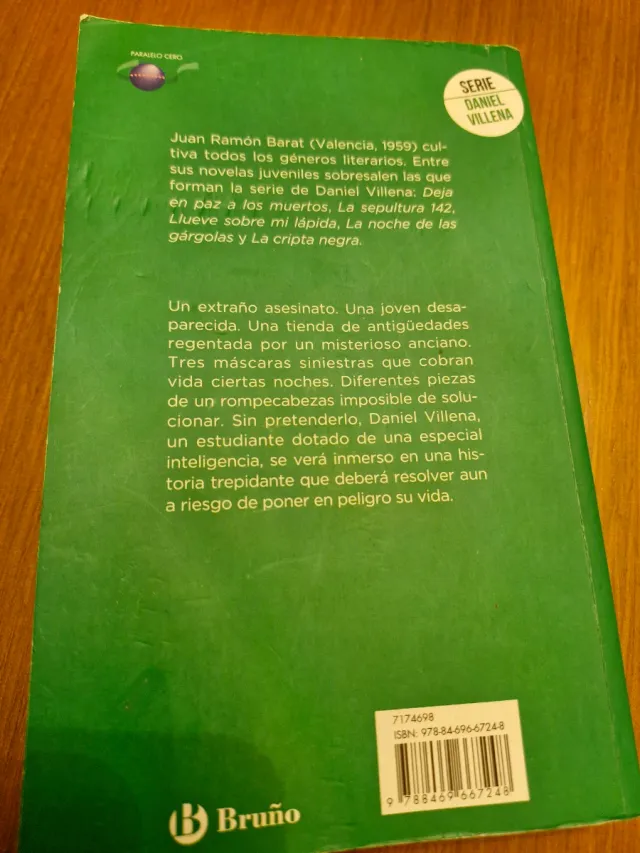 PARALELO CERO
SERIE
DANIEL
VILLENA
Juan Ramón Barat (Valencia, 1959) cul-
tiva todos los géneros literarios. Entre
sus novelas juveniles sobresalen las que
forman la serie de Daniel Villena: Deja
en paz a los muertos, La sepultura 142,
Llueve sobre mi lápida, La noche de las
gárgolas y La cripta negra.
Un extraño asesinato. Una joven desa-
parecida. Una tienda de antigüedades
regentada por un misterioso anciano.
Tres máscaras siniestras que cobran
vida ciertas noches. Diferentes piezas
de un rompecabezas imposible de solu-
cionar. Sin pretenderlo, Daniel Villena,
un estudiante dotado de una especial
inteligencia, se verá inmerso en una his-
toria trepidante que deberá resolver aun
a riesgo de poner en peligro su vida.
7174698
ISBN: 978-84-696-6724-8
9 788469 667248
B Bruño